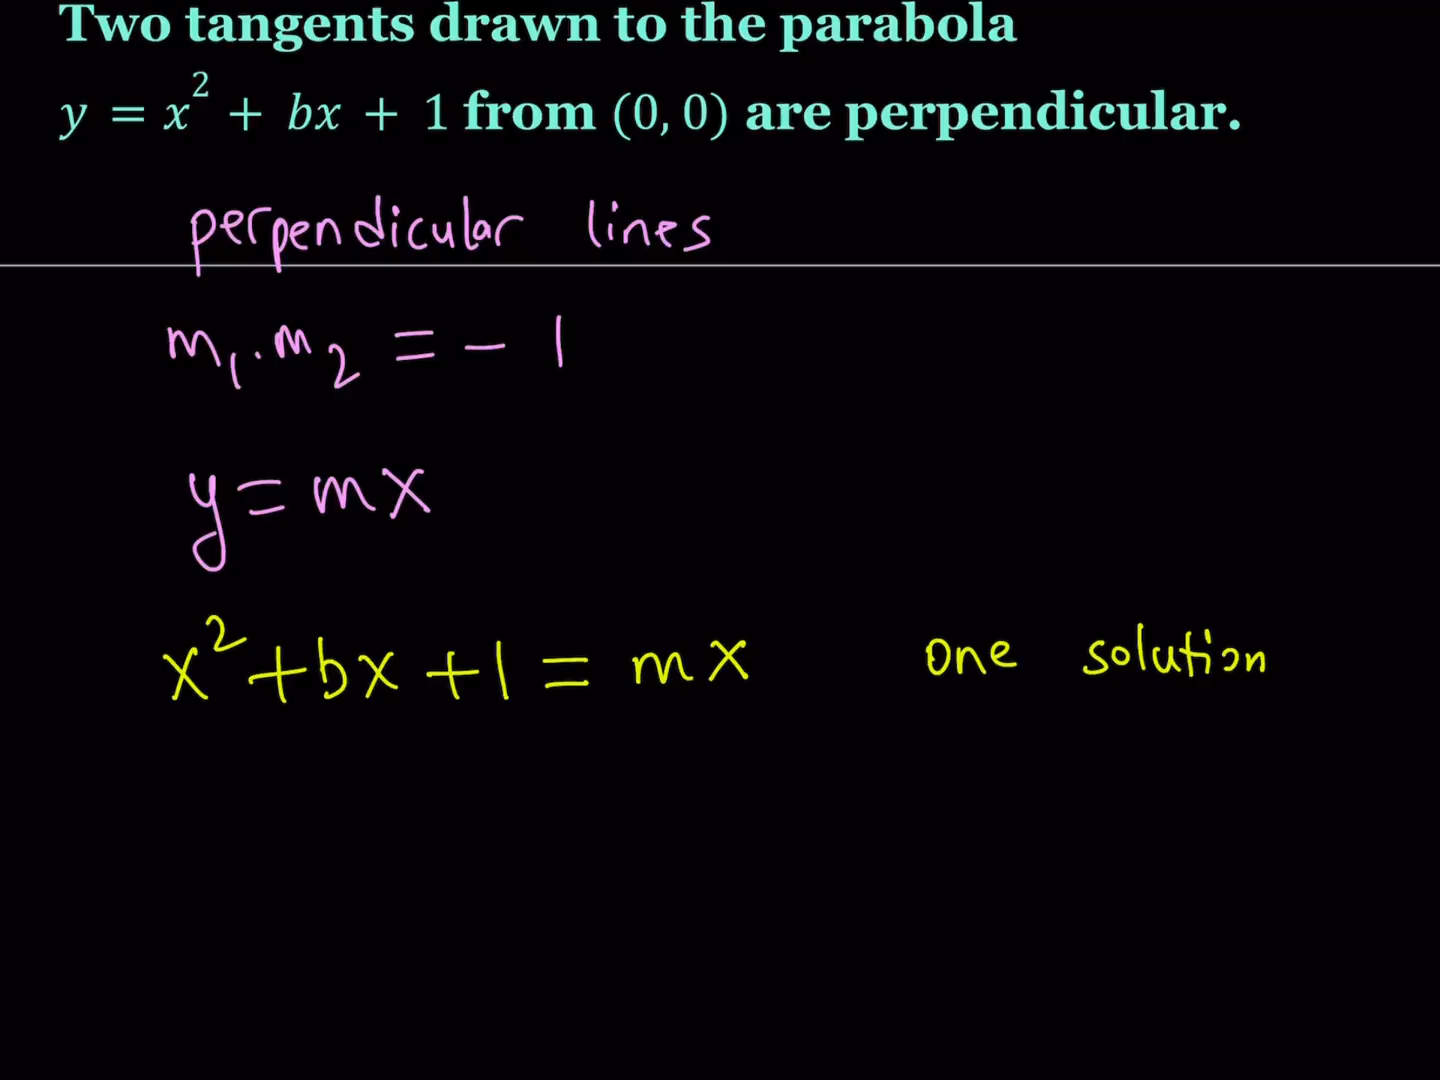 Two tangents drawn to the parabola
y = x² + bx + 1 from (0, 0) are perpendicular.
perpendicular lines
m₁.m₂ = - 1
y = mx
x² + bx + 1 = mx one solution